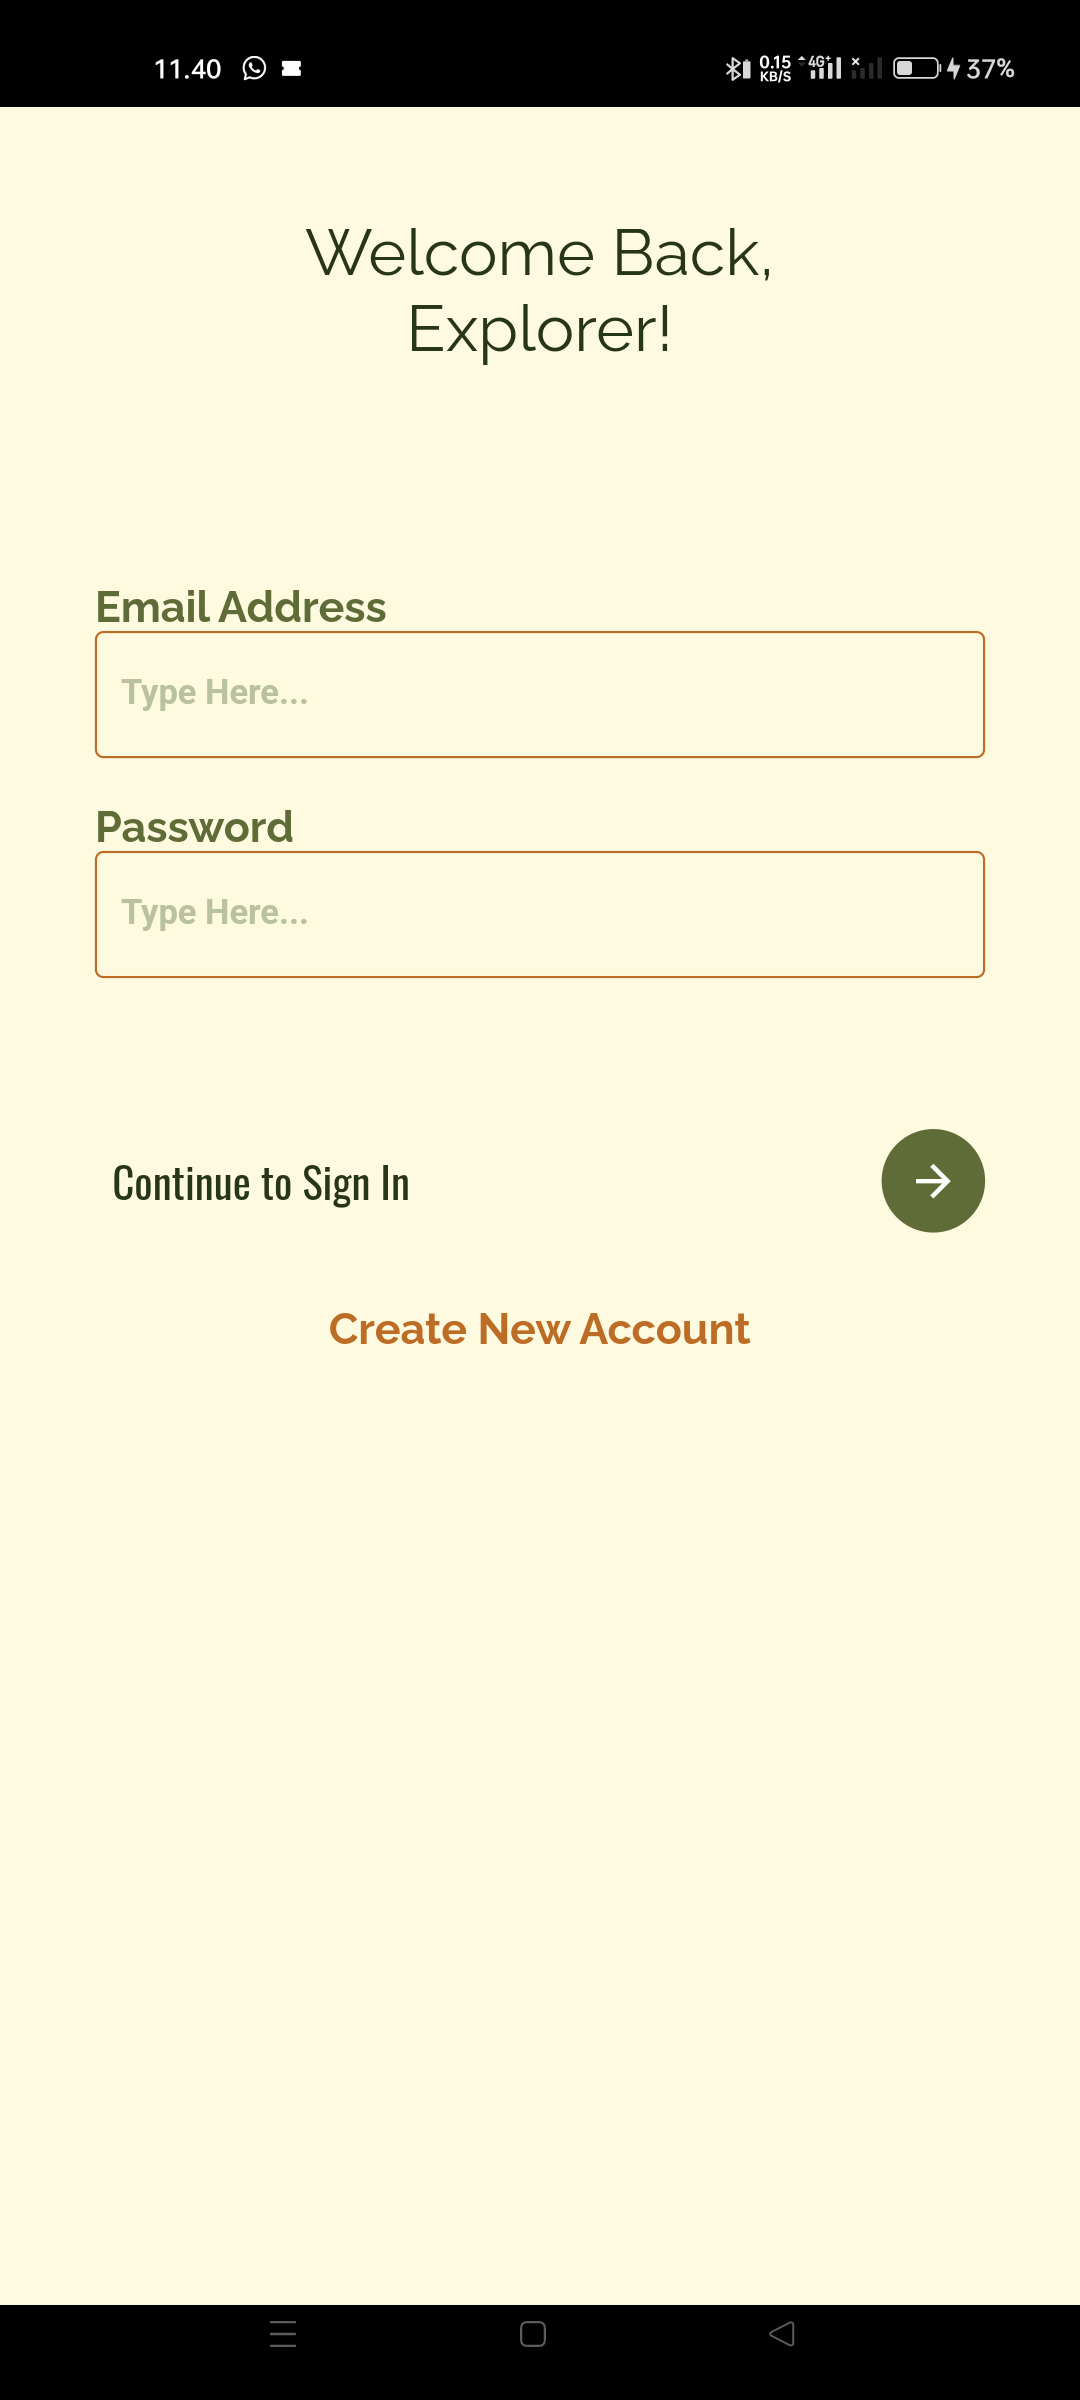 11.40 0.15 KB/S 4G+ 37%
Welcome Back,
Explorer!
Email Address
Type Here...
Password
Type Here...
Continue to Sign In
Create New Account